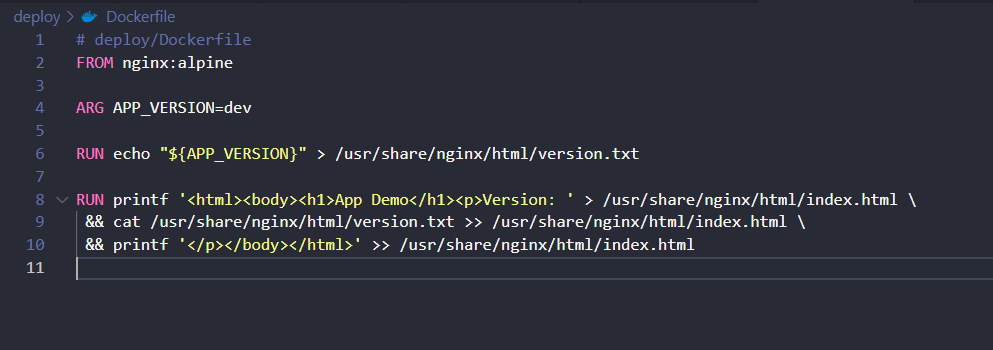 deploy > Dockerfile
1 # deploy/Dockerfile
2 FROM nginx:alpine
3
4 ARG APP_VERSION=dev
5
6 RUN echo "${APP_VERSION}" > /usr/share/nginx/html/version.txt
7
8 RUN printf '<html><body><h1>App Demo</h1><p>Version: ' > /usr/share/nginx/html/index.html \
9 && cat /usr/share/nginx/html/version.txt >> /usr/share/nginx/html/index.html \
10 && printf '</p></body></html>' >> /usr/share/nginx/html/index.html
11